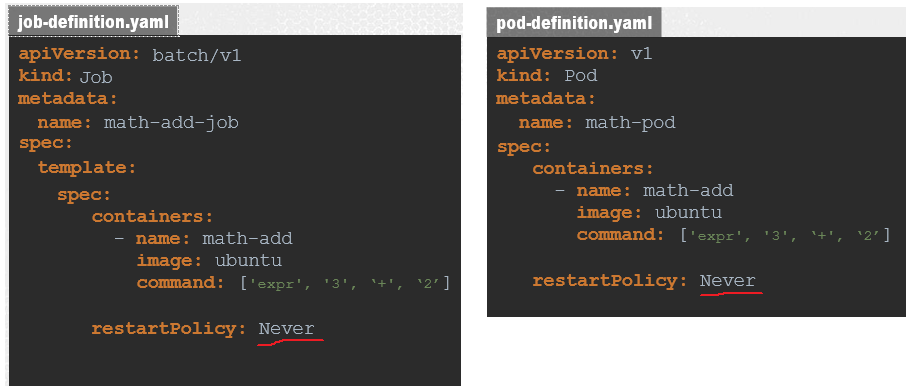 job-definition.yaml
apiVersion: batch/v1
kind: Job
metadata:
name: math-add-job
spec:
template:
spec:
containers:
- name: math-add
image: ubuntu
command: ['expr', '3', ‘+', ‘2’]
restartPolicy: Never
pod-definition.yaml
apiVersion: v1
kind: Pod
metadata:
name: math-pod
spec:
containers:
- name: math-add
image: ubuntu
command: ['expr', '3', ‘+', ‘2’]
restartPolicy: Never